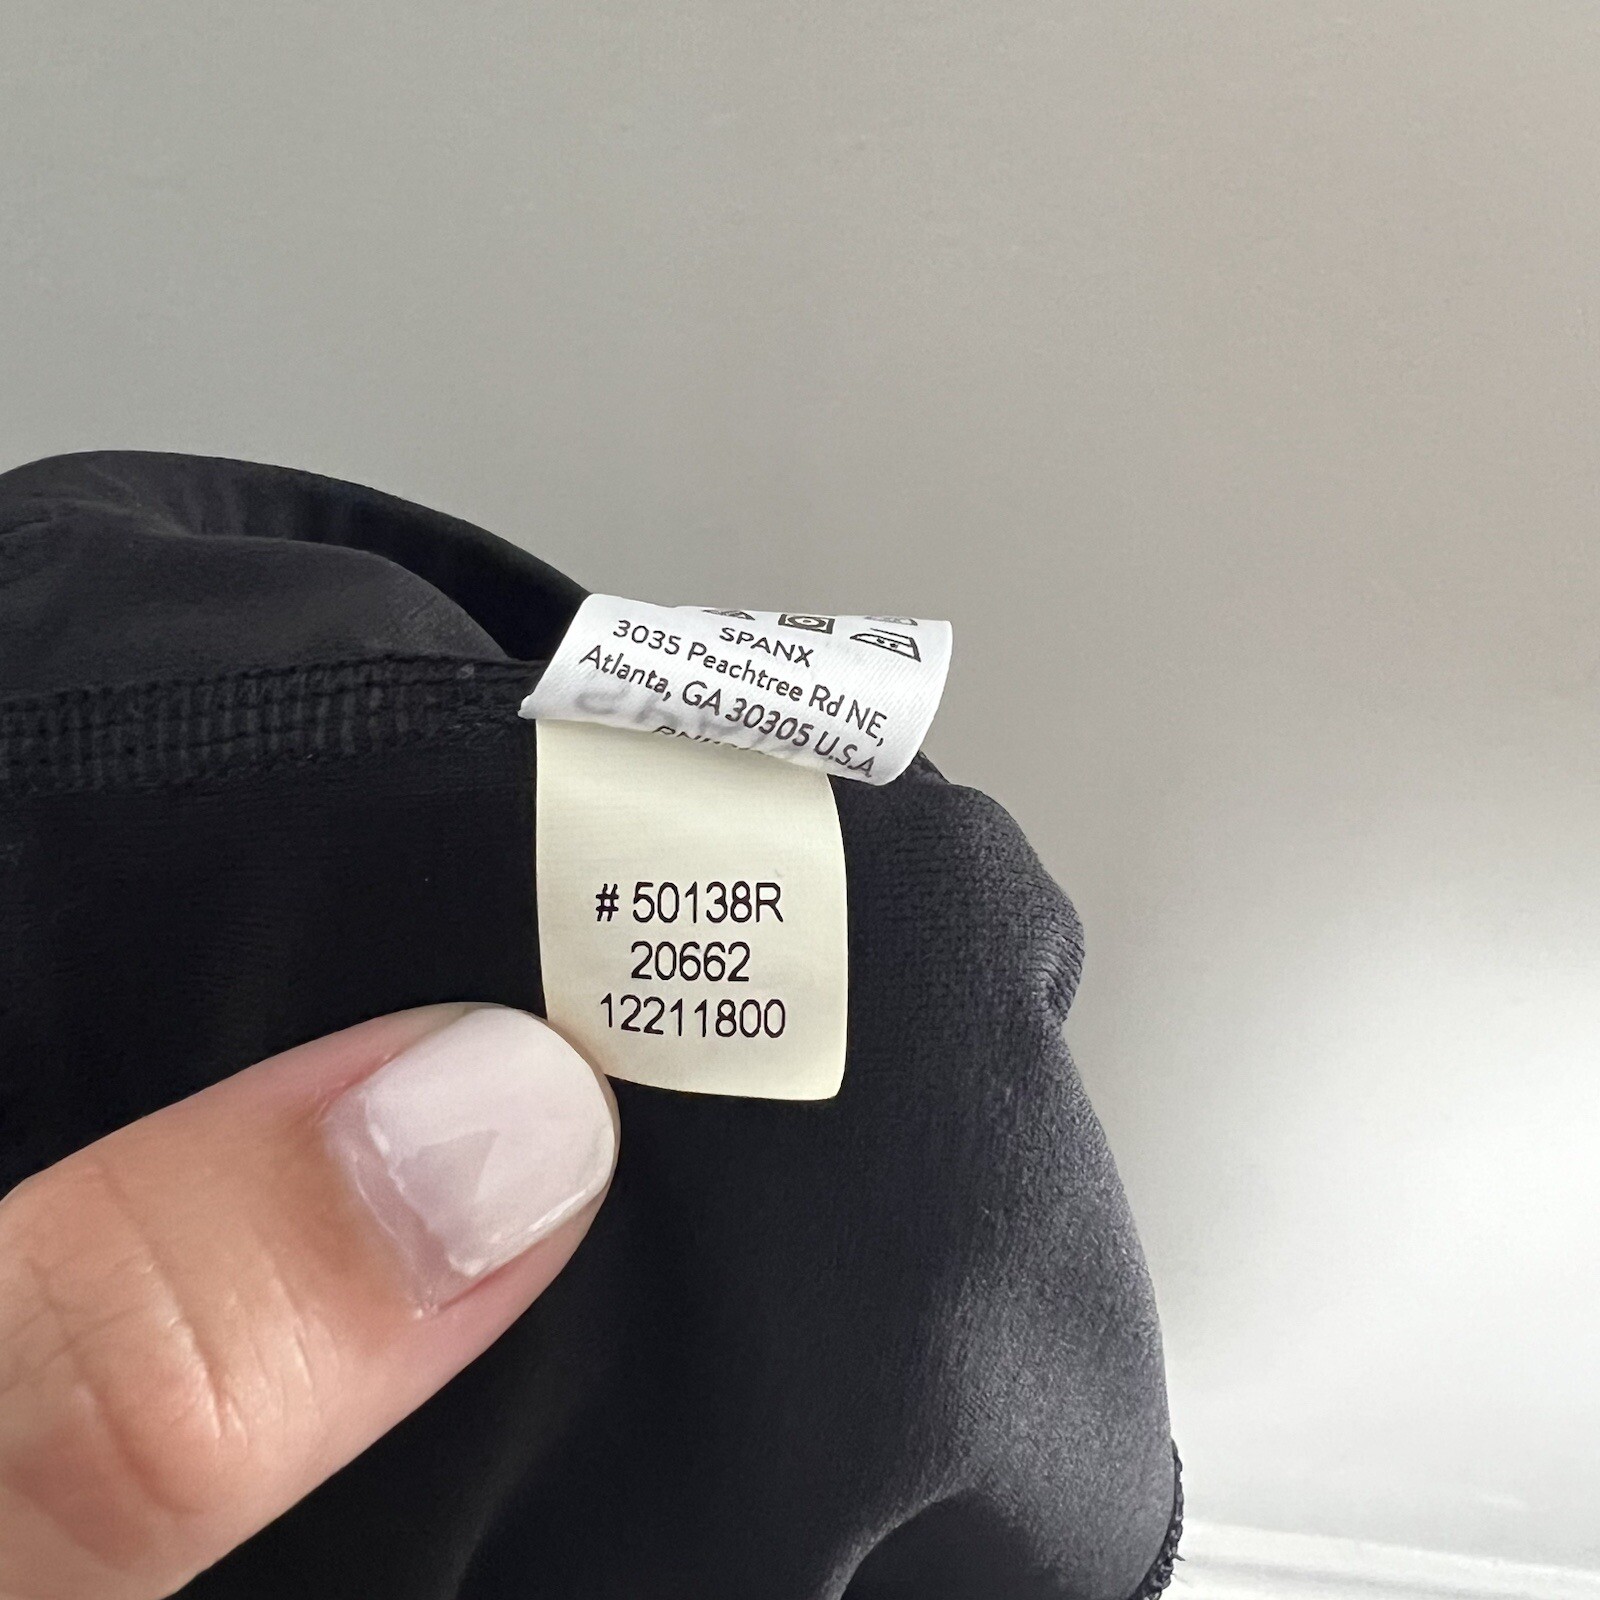 SPANX
3035 Peachtree Rd NE,
Atlanta, GA 30305 U.S.A
# 50138R
20662
12211800